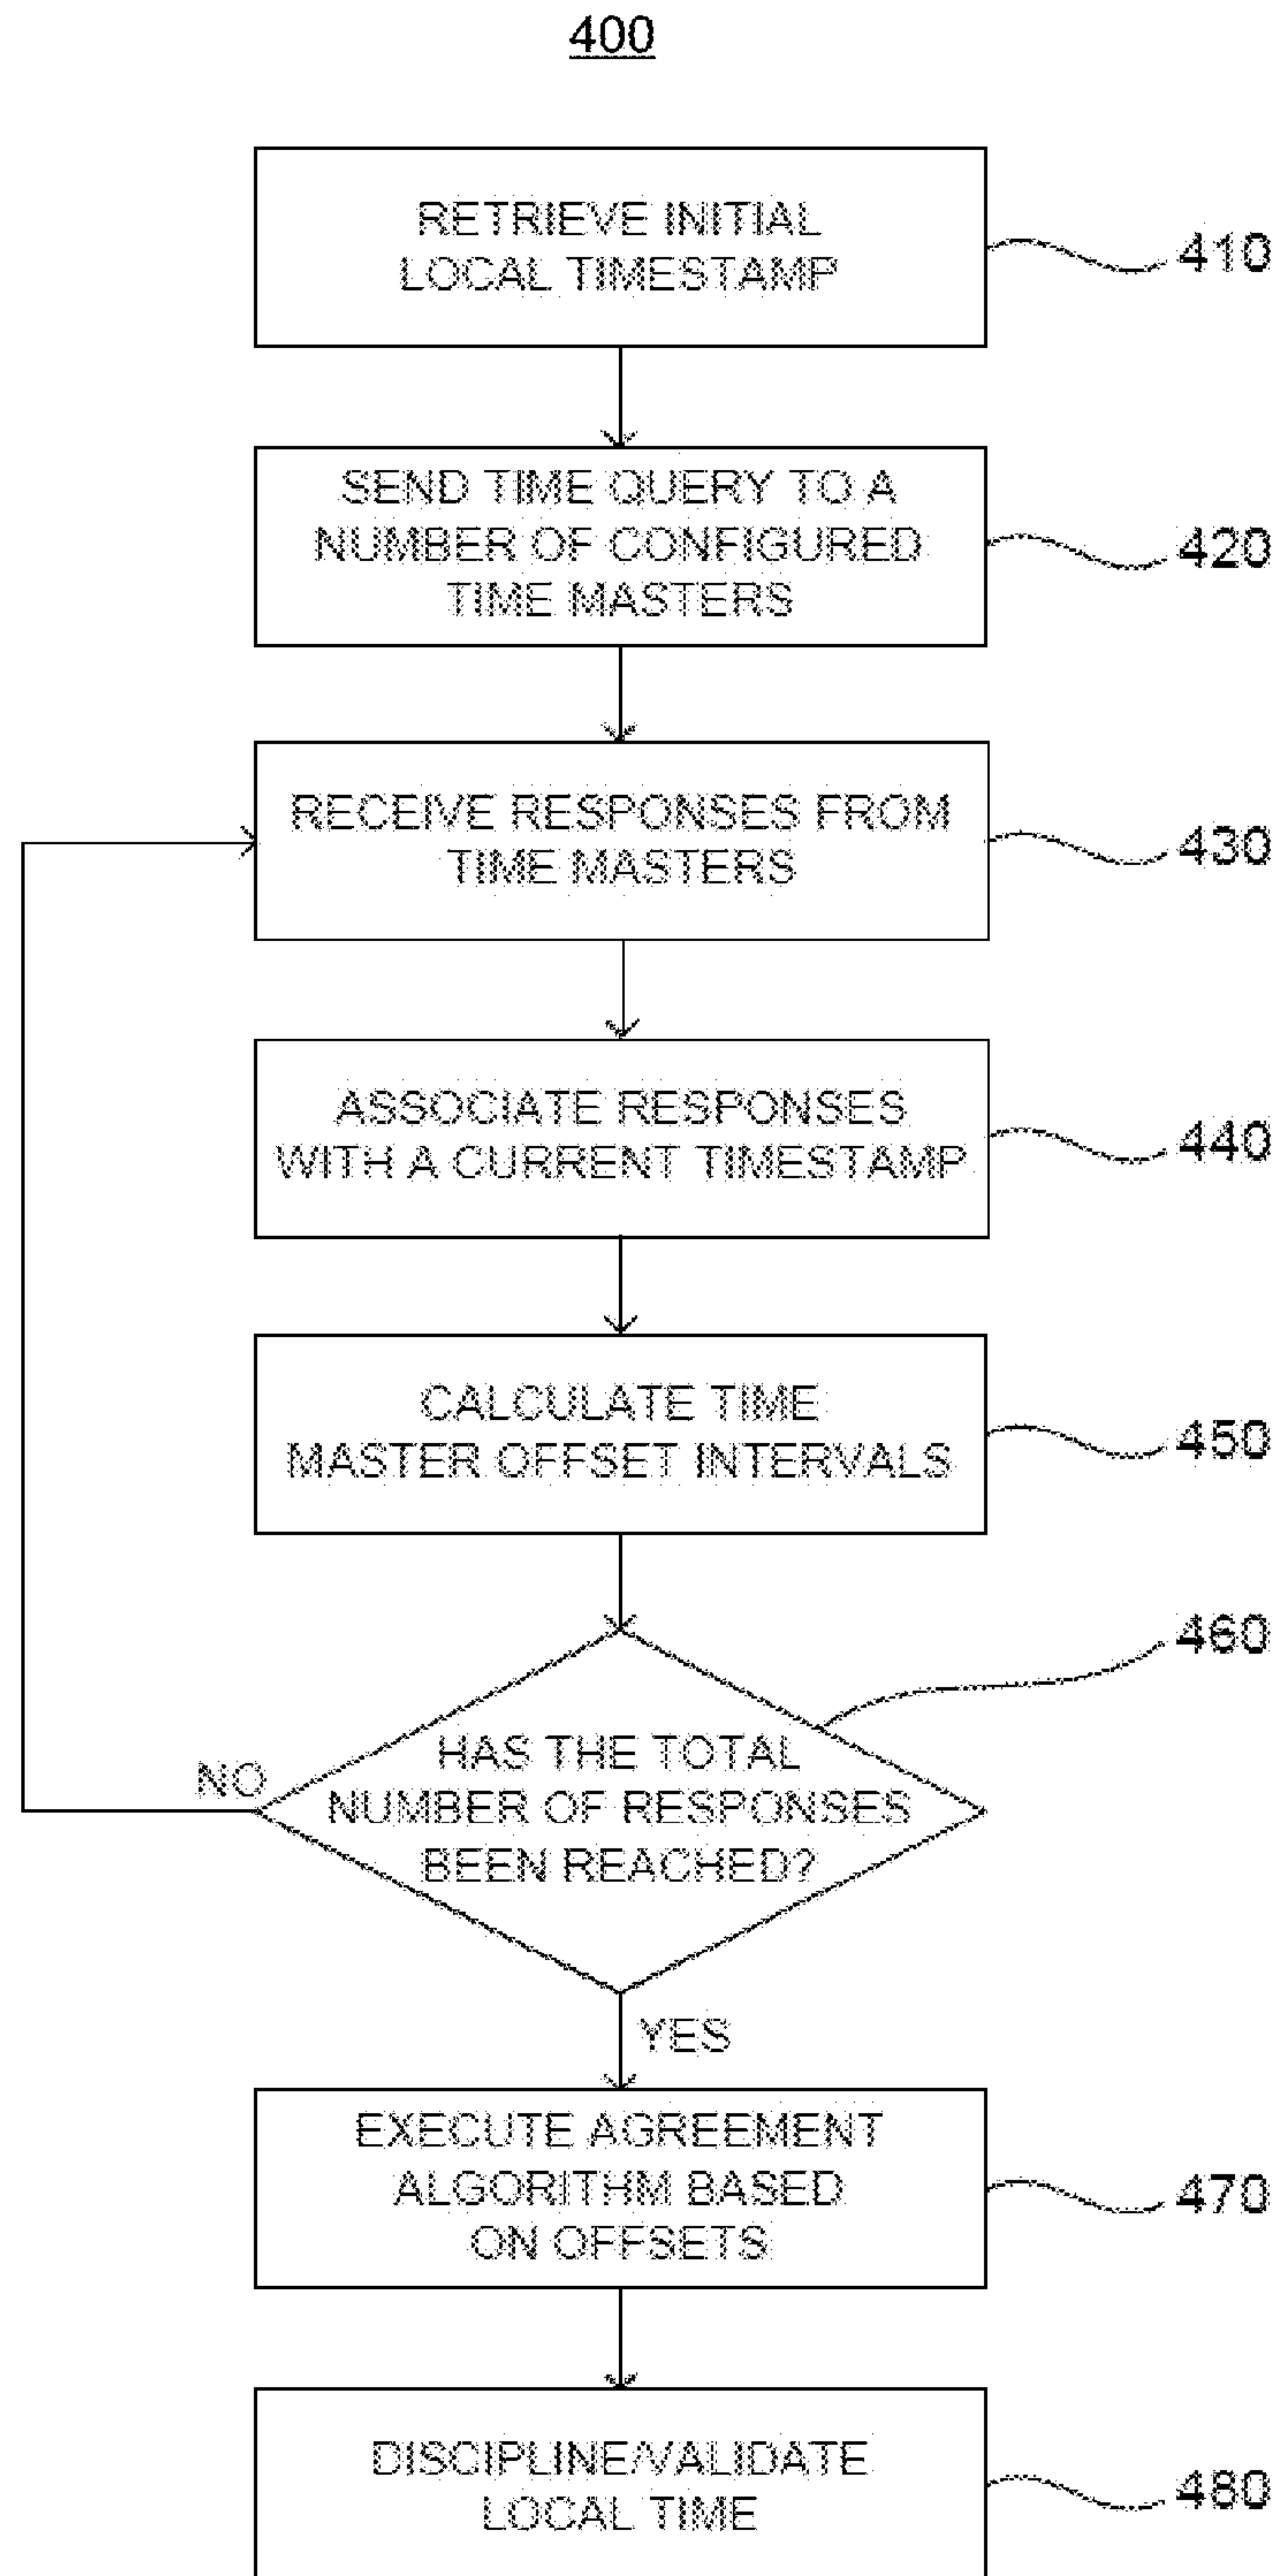 400
RETRIEVE INITIAL
LOCAL TIMESTAMP
410
SEND TIME QUERY TO A
NUMBER OF CONFIGURED
TIME MASTERS
420
RECEIVE RESPONSES FROM
TIME MASTERS
430
ASSOCIATE RESPONSES
WITH A CURRENT TIMESTAMP
440
CALCULATE TIME
MASTER OFFSET INTERVALS
450
460
HAS THE TOTAL
NUMBER OF RESPONSES
BEEN REACHED?
NO
YES
EXECUTE AGREEMENT
ALGORITHM BASED
ON OFFSETS
470
DISCIPLINE/VALIDATE
LOCAL TIME
480